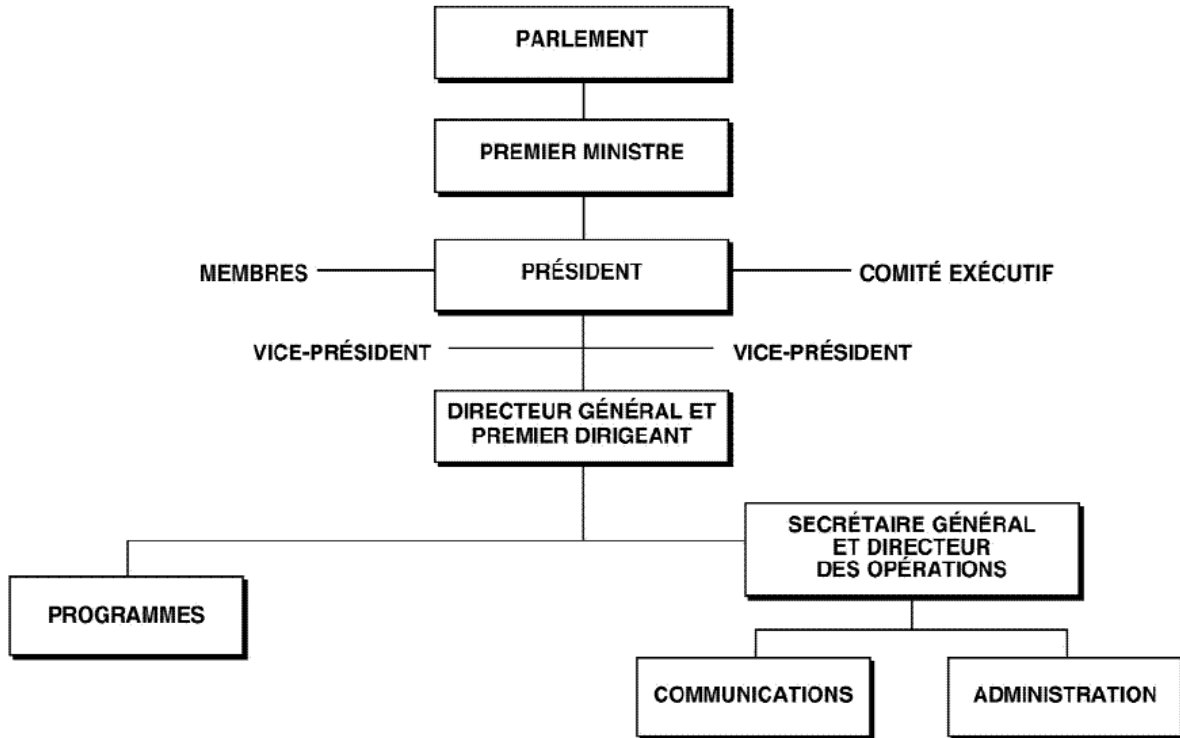 PARLEMENT
PREMIER MINISTRE
MEMBRES
PRÉSIDENT
COMITÉ EXÉCUTIF
VICE-PRÉSIDENT
VICE-PRÉSIDENT
DIRECTEUR GÉNÉRAL ET
PREMIER DIRIGEANT
SECRÉTAIRE GÉNÉRAL
ET DIRECTEUR
DES OPÉRATIONS
PROGRAMMES
COMMUNICATIONS
ADMINISTRATION